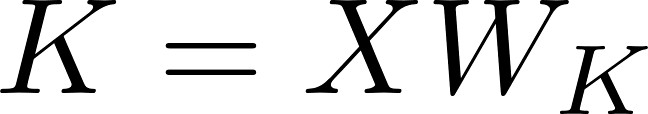 K = XW_K